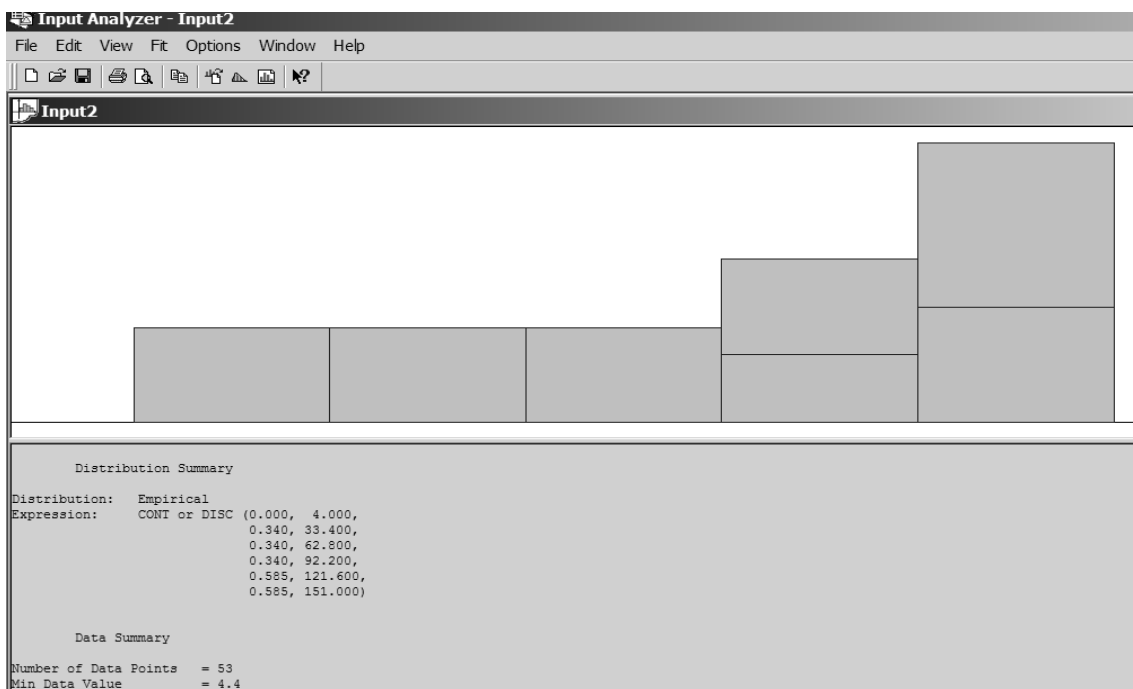 Input Analyzer - Input2
File Edit View Fit Options Window Help
Input2
Distribution Summary
Distribution: Empirical
Expression: CONT or DISC (0.000, 4.000,
0.340, 33.400,
0.340, 62.800,
0.340, 92.200,
0.585, 121.600,
0.585, 151.000)
Data Summary
Number of Data Points = 53
Min Data Value = 4.4